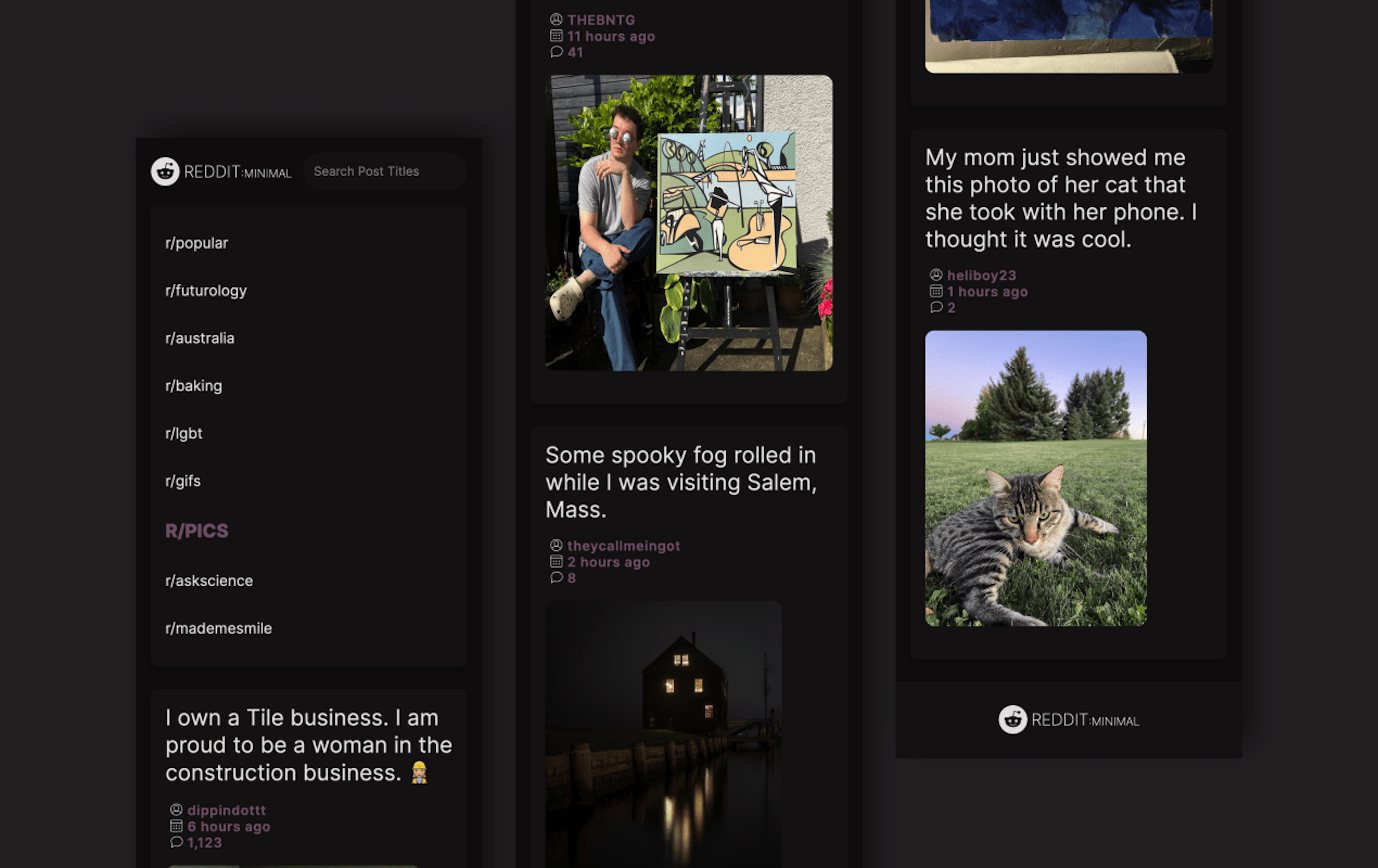 REDDIT:MINIMAL
Search Post Titles
r/popular
r/futurology
r/australia
r/baking
r/lgbt
r/gifs
R/PICS
r/askscience
r/mademesmile
I own a Tile business. I am
proud to be a woman in the
construction business. 👷🏼‍♀️
dippindottt
6 hours ago
1,123
THEBNTG
11 hours ago
41
Some spooky fog rolled in
while I was visiting Salem,
Mass.
theycallmeingot
2 hours ago
8
My mom just showed me
this photo of her cat that
she took with her phone. I
thought it was cool.
heliboy23
1 hours ago
2
REDDIT:MINIMAL